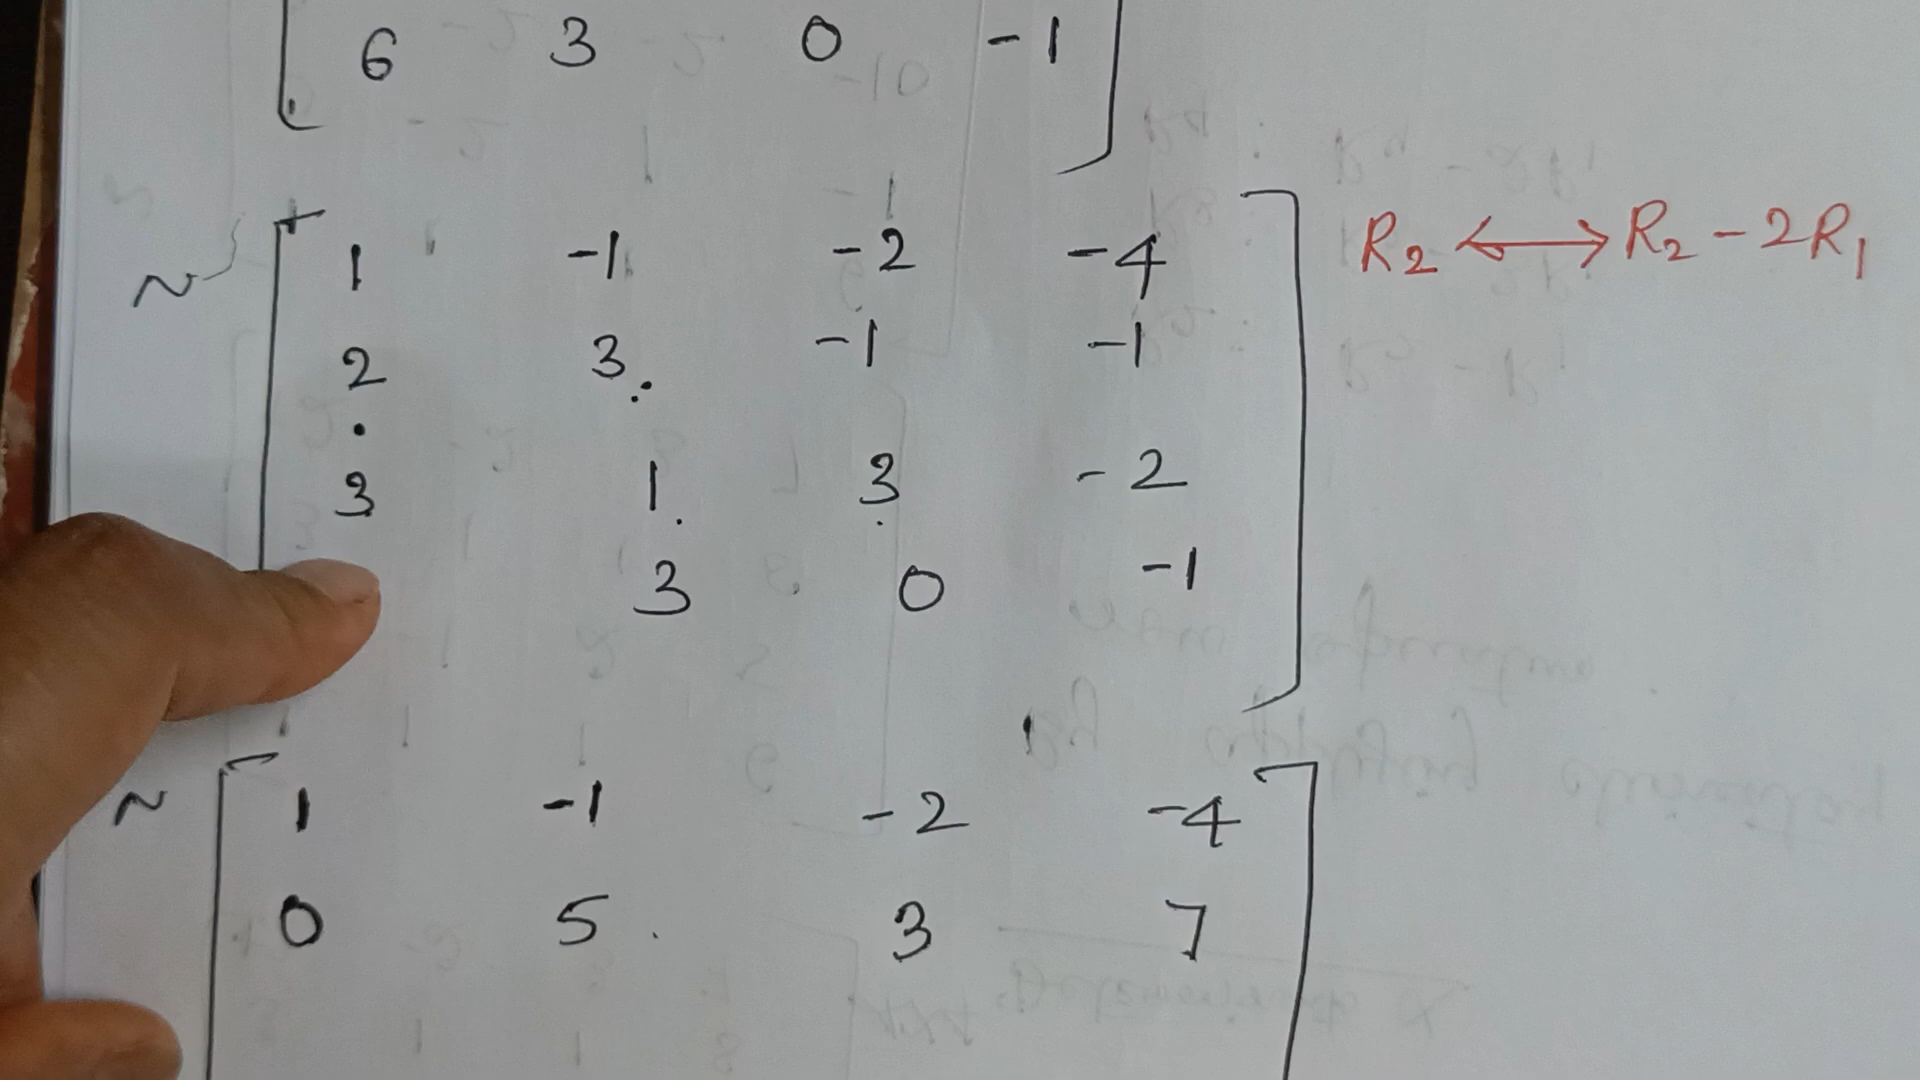 6 3 0 -1
~ 1 -1 -2 -4 R2 ↔ R2 - 2R1
2 3 -1 -1
3 1 3 -2
3 0 -1
~ 1 -1 -2 -4
0 5 3 7